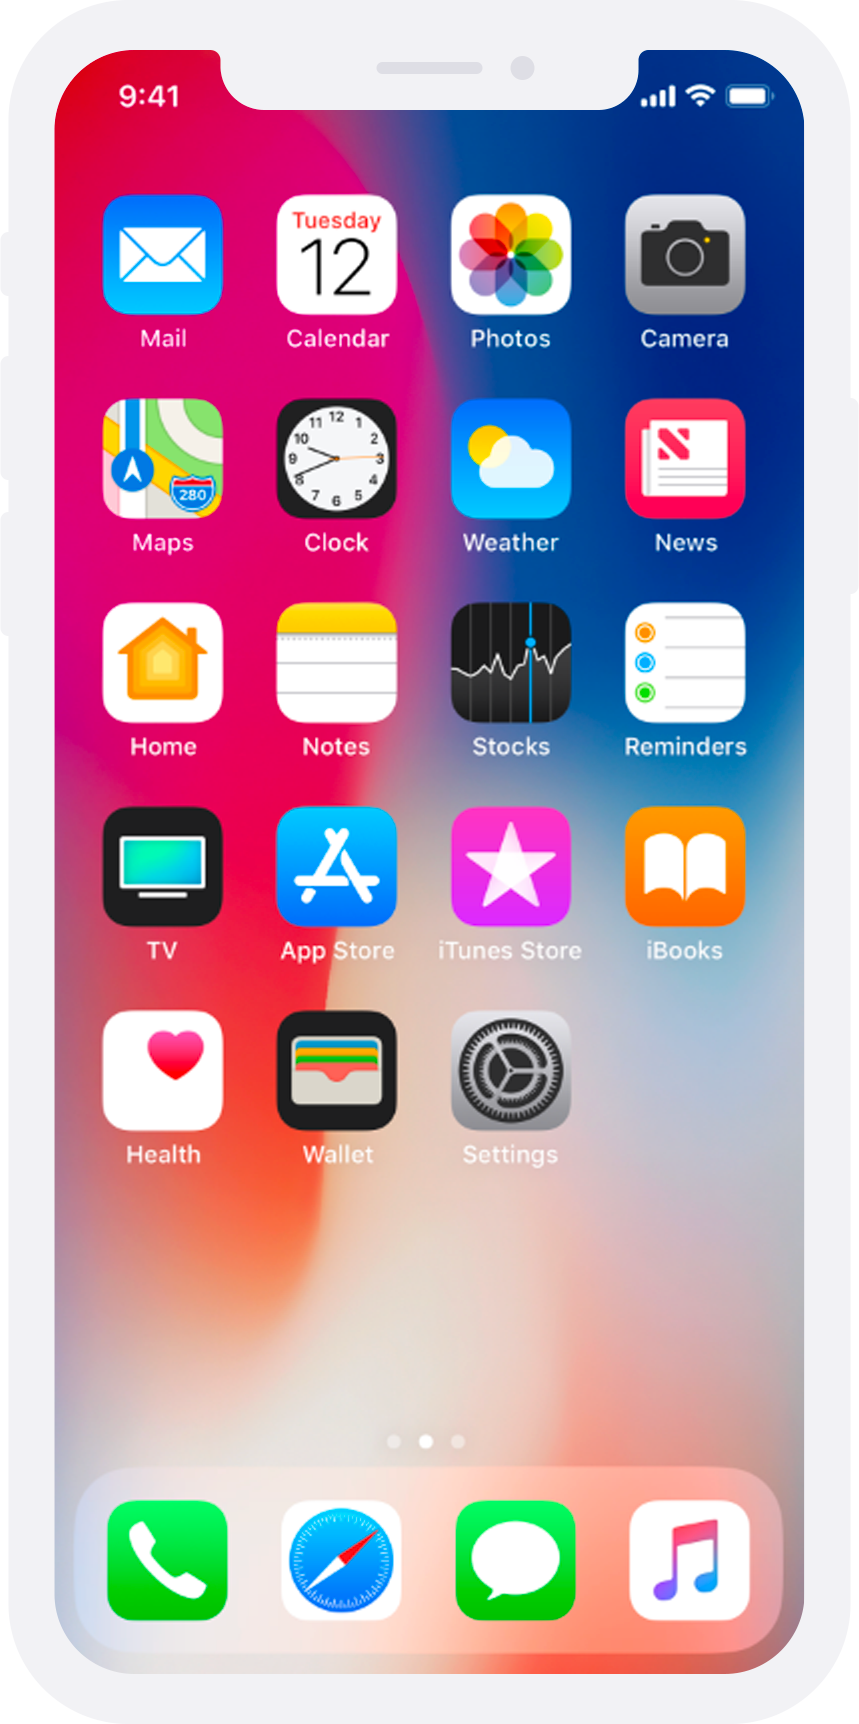 9:41
Tuesday
12
Mail
Calendar
Photos
Camera
280
12
11 1
10 2
9 3
8 4
7 5
6
Maps
Clock
Weather
News
Home
Notes
Stocks
Reminders
TV
App Store
iTunes Store
iBooks
Health
Wallet
Settings